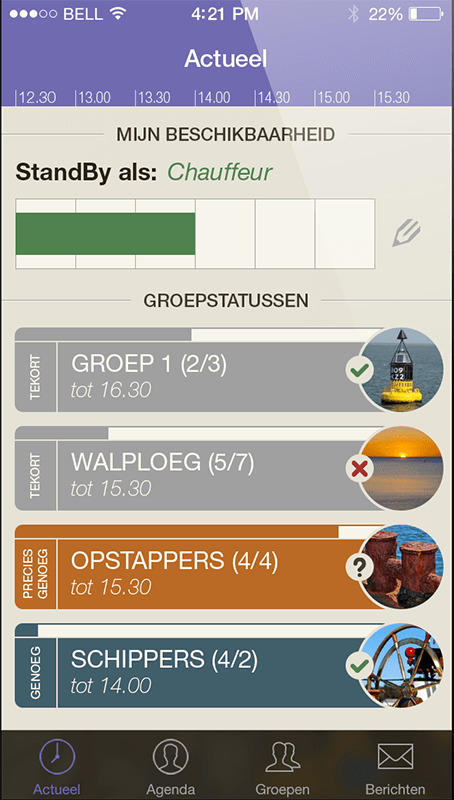 BELL 4:21 PM 22%
Actueel
12.30 13.00 13.30 14.00 14.30 15.00 15.30
MIJN BESCHIKBAARHEID
StandBy als: Chauffeur
GROEPSTATUSSEN
TEKORT
GROEP 1 (2/3)
tot 16.30
TEKORT
WALPLOEG (5/7)
tot 15.30
PRECIES
GENOEG
OPSTAPPERS (4/4)
?
tot 15.30
GENOEG
SCHIPPERS (4/2)
tot 14.00
Actueel Agenda Groepen Berichten